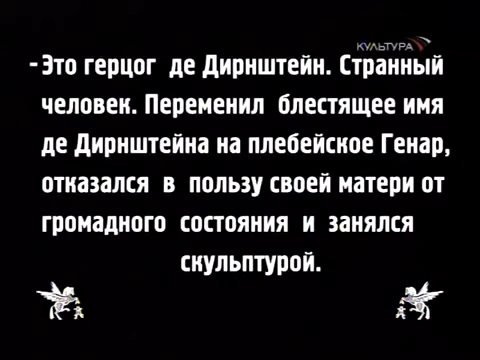 КУЛЬТУРА
-Это герцог де Дирнштейн. Странный
человек. Переменил блестящее имя
де Дирнштейна на плебейское Генар,
отказался в пользу своей матери от
громадного состояния и занялся
скульптурой.